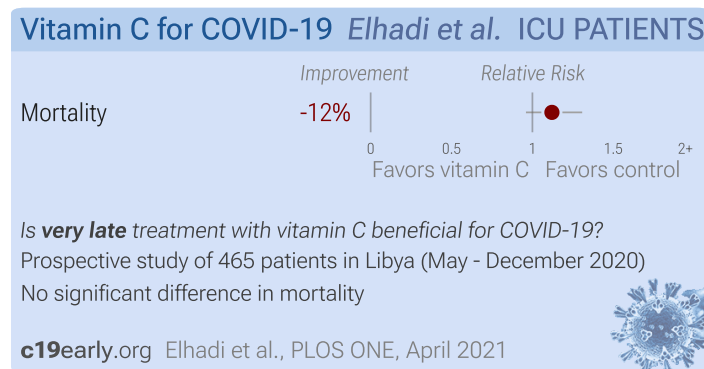 Vitamin C for COVID-19 Elhadi et al. ICU PATIENTS
Improvement Relative Risk
Mortality -12%
0 0.5 1 1.5 2+
Favors vitamin C Favors control
Is very late treatment with vitamin C beneficial for COVID-19?
Prospective study of 465 patients in Libya (May - December 2020)
No significant difference in mortality
c19early.org Elhadi et al., PLOS ONE, April 2021